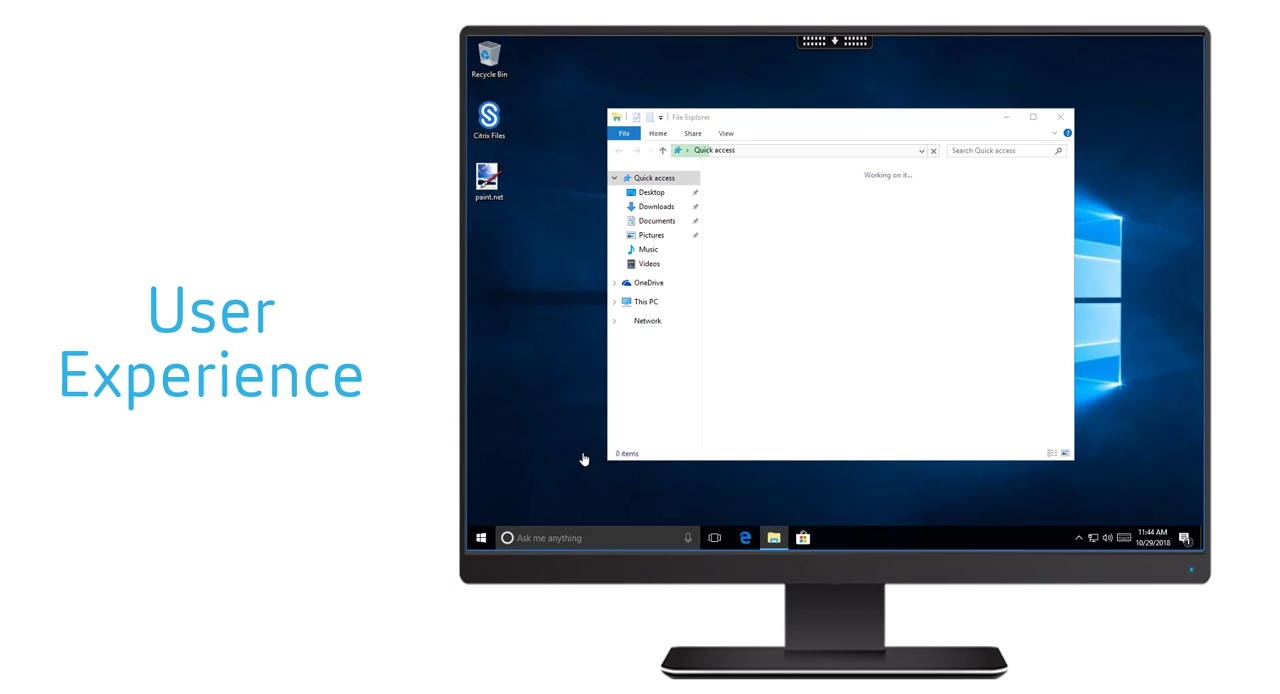 User
Experience
Recycle Bin
Citrix Files
paint.net
File Explorer
File Home Share View
Quick access
Search Quick access
Quick access
Working on it...
Desktop
Downloads
Documents
Pictures
Music
Videos
OneDrive
This PC
Network
0 items
Ask me anything
11:44 AM
10/29/2018
1